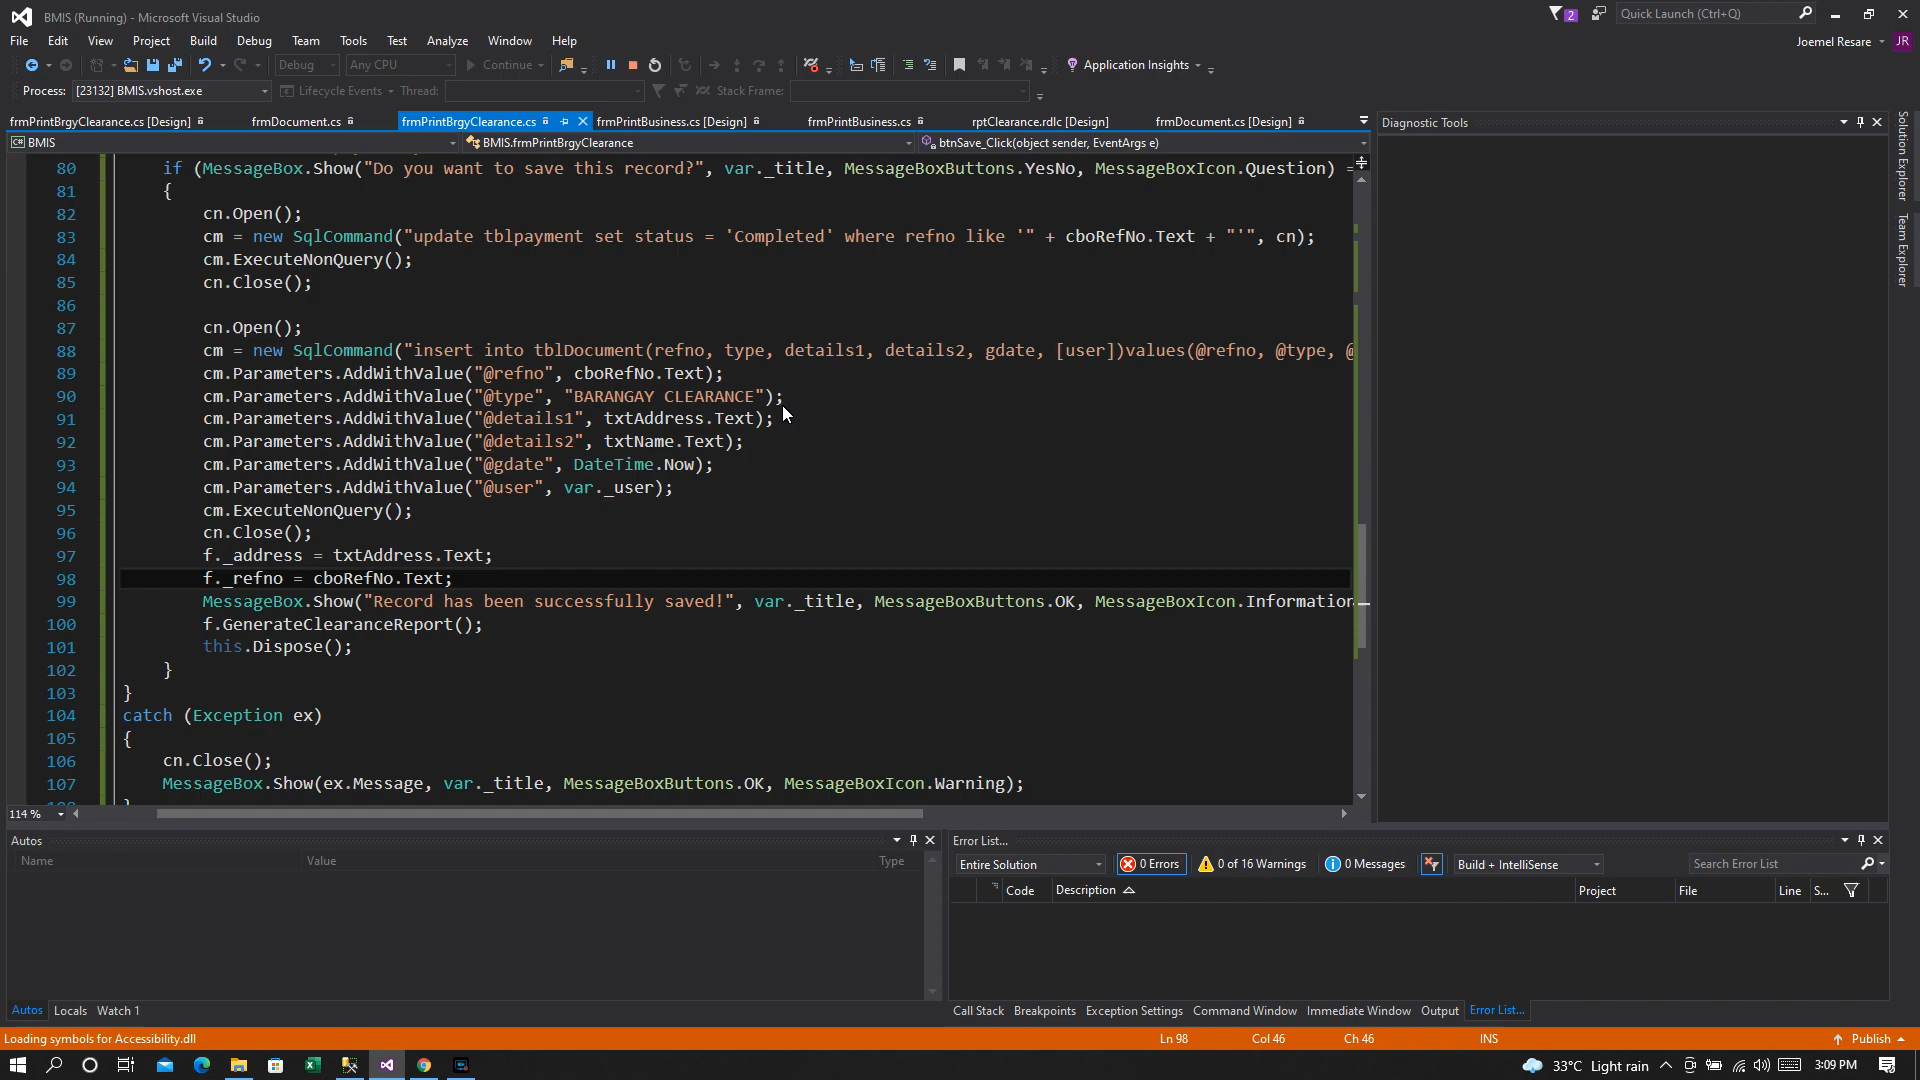 BMIS (Running) - Microsoft Visual Studio
2
Quick Launch (Ctrl+Q)
File Edit View Project Build Debug Team Tools Test Analyze Window Help
Joemel Resare JR
Debug Any CPU Continue Application Insights
Process: [23132] BMIS.vshost.exe Lifecycle Events Thread: Stack Frame:
frmPrintBrgyClearance.cs [Design] frmDocument.cs frmPrintBrgyClearance.cs frmPrintBusiness.cs [Design] frmPrintBusiness.cs rptClearance.rdlc [Design] frmDocument.cs [Design]
Diagnostic Tools
Solution Explorer
Team Explorer
BMIS BMIS.frmPrintBrgyClearance btnSave_Click(object sender, EventArgs e)
80 if (MessageBox.Show("Do you want to save this record?", var._title, MessageBoxButtons.YesNo, MessageBoxIcon.Question) =
81 {
82 cn.Open();
83 cm = new SqlCommand("update tblpayment set status = 'Completed' where refno like '" + cboRefNo.Text + "'", cn);
84 cm.ExecuteNonQuery();
85 cn.Close();
86
87 cn.Open();
88 cm = new SqlCommand("insert into tblDocument(refno, type, details1, details2, gdate, [user])values(@refno, @type, @
89 cm.Parameters.AddWithValue("@refno", cboRefNo.Text);
90 cm.Parameters.AddWithValue("@type", "BARANGAY CLEARANCE");
91 cm.Parameters.AddWithValue("@details1", txtAddress.Text);
92 cm.Parameters.AddWithValue("@details2", txtName.Text);
93 cm.Parameters.AddWithValue("@gdate", DateTime.Now);
94 cm.Parameters.AddWithValue("@user", var._user);
95 cm.ExecuteNonQuery();
96 cn.Close();
97 f._address = txtAddress.Text;
98 f._refno = cboRefNo.Text;
99 MessageBox.Show("Record has been successfully saved!", var._title, MessageBoxButtons.OK, MessageBoxIcon.Information
100 f.GenerateClearanceReport();
101 this.Dispose();
102 }
103 }
104 catch (Exception ex)
105 {
106 cn.Close();
107 MessageBox.Show(ex.Message, var._title, MessageBoxButtons.OK, MessageBoxIcon.Warning);
114 %
Autos
Name Value Type
Autos Locals Watch 1
Error List...
Entire Solution 0 Errors 0 of 16 Warnings 0 Messages Build + IntelliSense Search Error List
Code Description Project File Line S...
Call Stack Breakpoints Exception Settings Command Window Immediate Window Output Error List...
Loading symbols for Accessibility.dll Ln 98 Col 46 Ch 46 INS Publish
33°C Light rain 3:09 PM